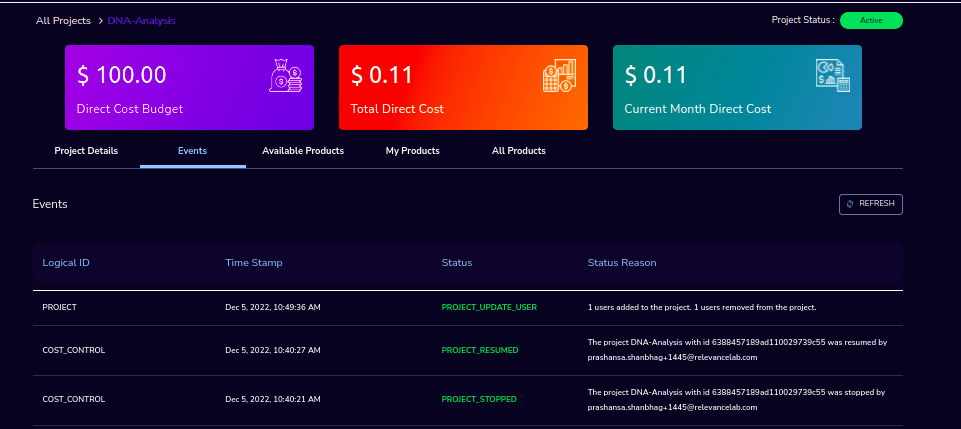 All Projects > DNA-Analysis
Project Status : Active
$ 100.00
Direct Cost Budget
$ 0.11
Total Direct Cost
$ 0.11
Current Month Direct Cost
Project Details Events Available Products My Products All Products
Events
REFRESH
Logical ID Time Stamp Status Status Reason
PROJECT Dec 5, 2022, 10:49:36 AM PROJECT_UPDATE_USER 1 users added to the project. 1 users removed from the project.
COST_CONTROL Dec 5, 2022, 10:40:27 AM PROJECT_RESUMED The project DNA-Analysis with id 6388457189ad110029739c55 was resumed by
prashansa.shanbhag+1445@relevancelab.com
COST_CONTROL Dec 5, 2022, 10:40:21 AM PROJECT_STOPPED The project DNA-Analysis with id 6388457189ad110029739c55 was stopped by
prashansa.shanbhag+1445@relevancelab.com